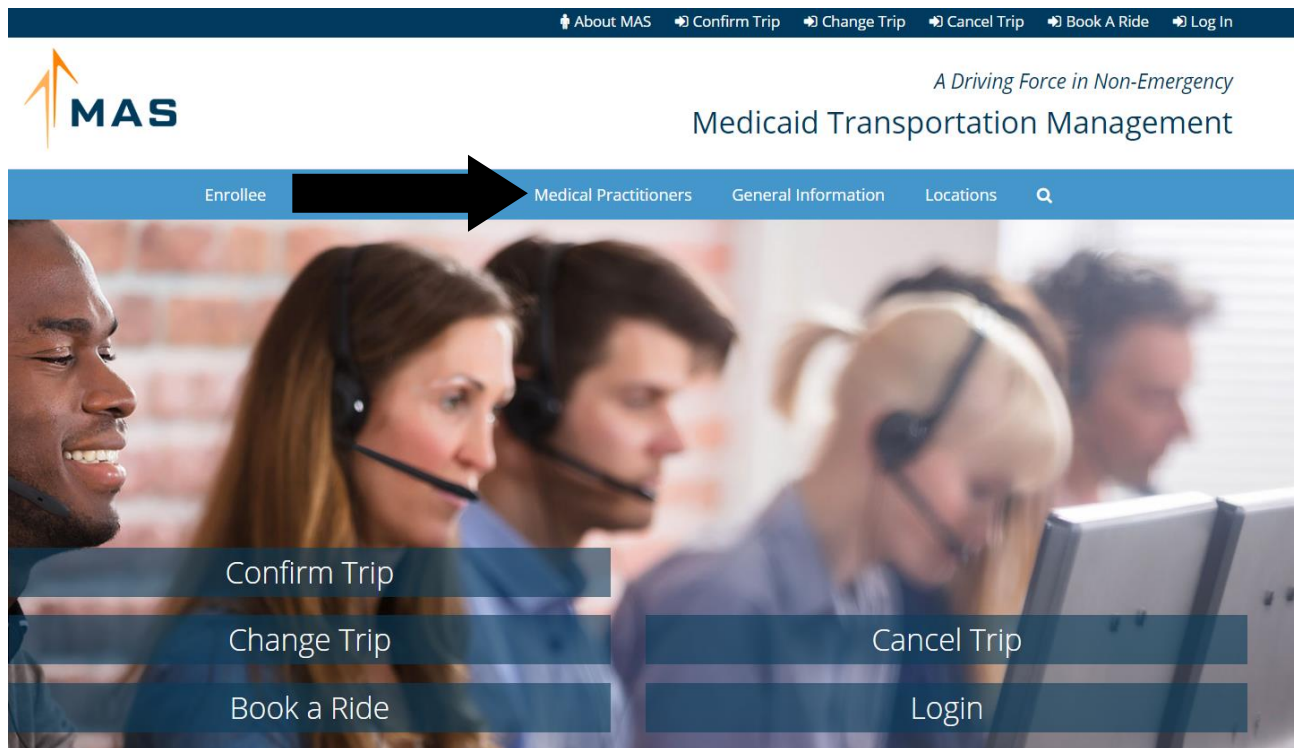 About MAS Confirm Trip Change Trip Cancel Trip Book A Ride Log In
MAS
A Driving Force in Non-Emergency
Medicaid Transportation Management
Enrollee Medical Practitioners General Information Locations
Confirm Trip
Change Trip Cancel Trip
Book a Ride Login